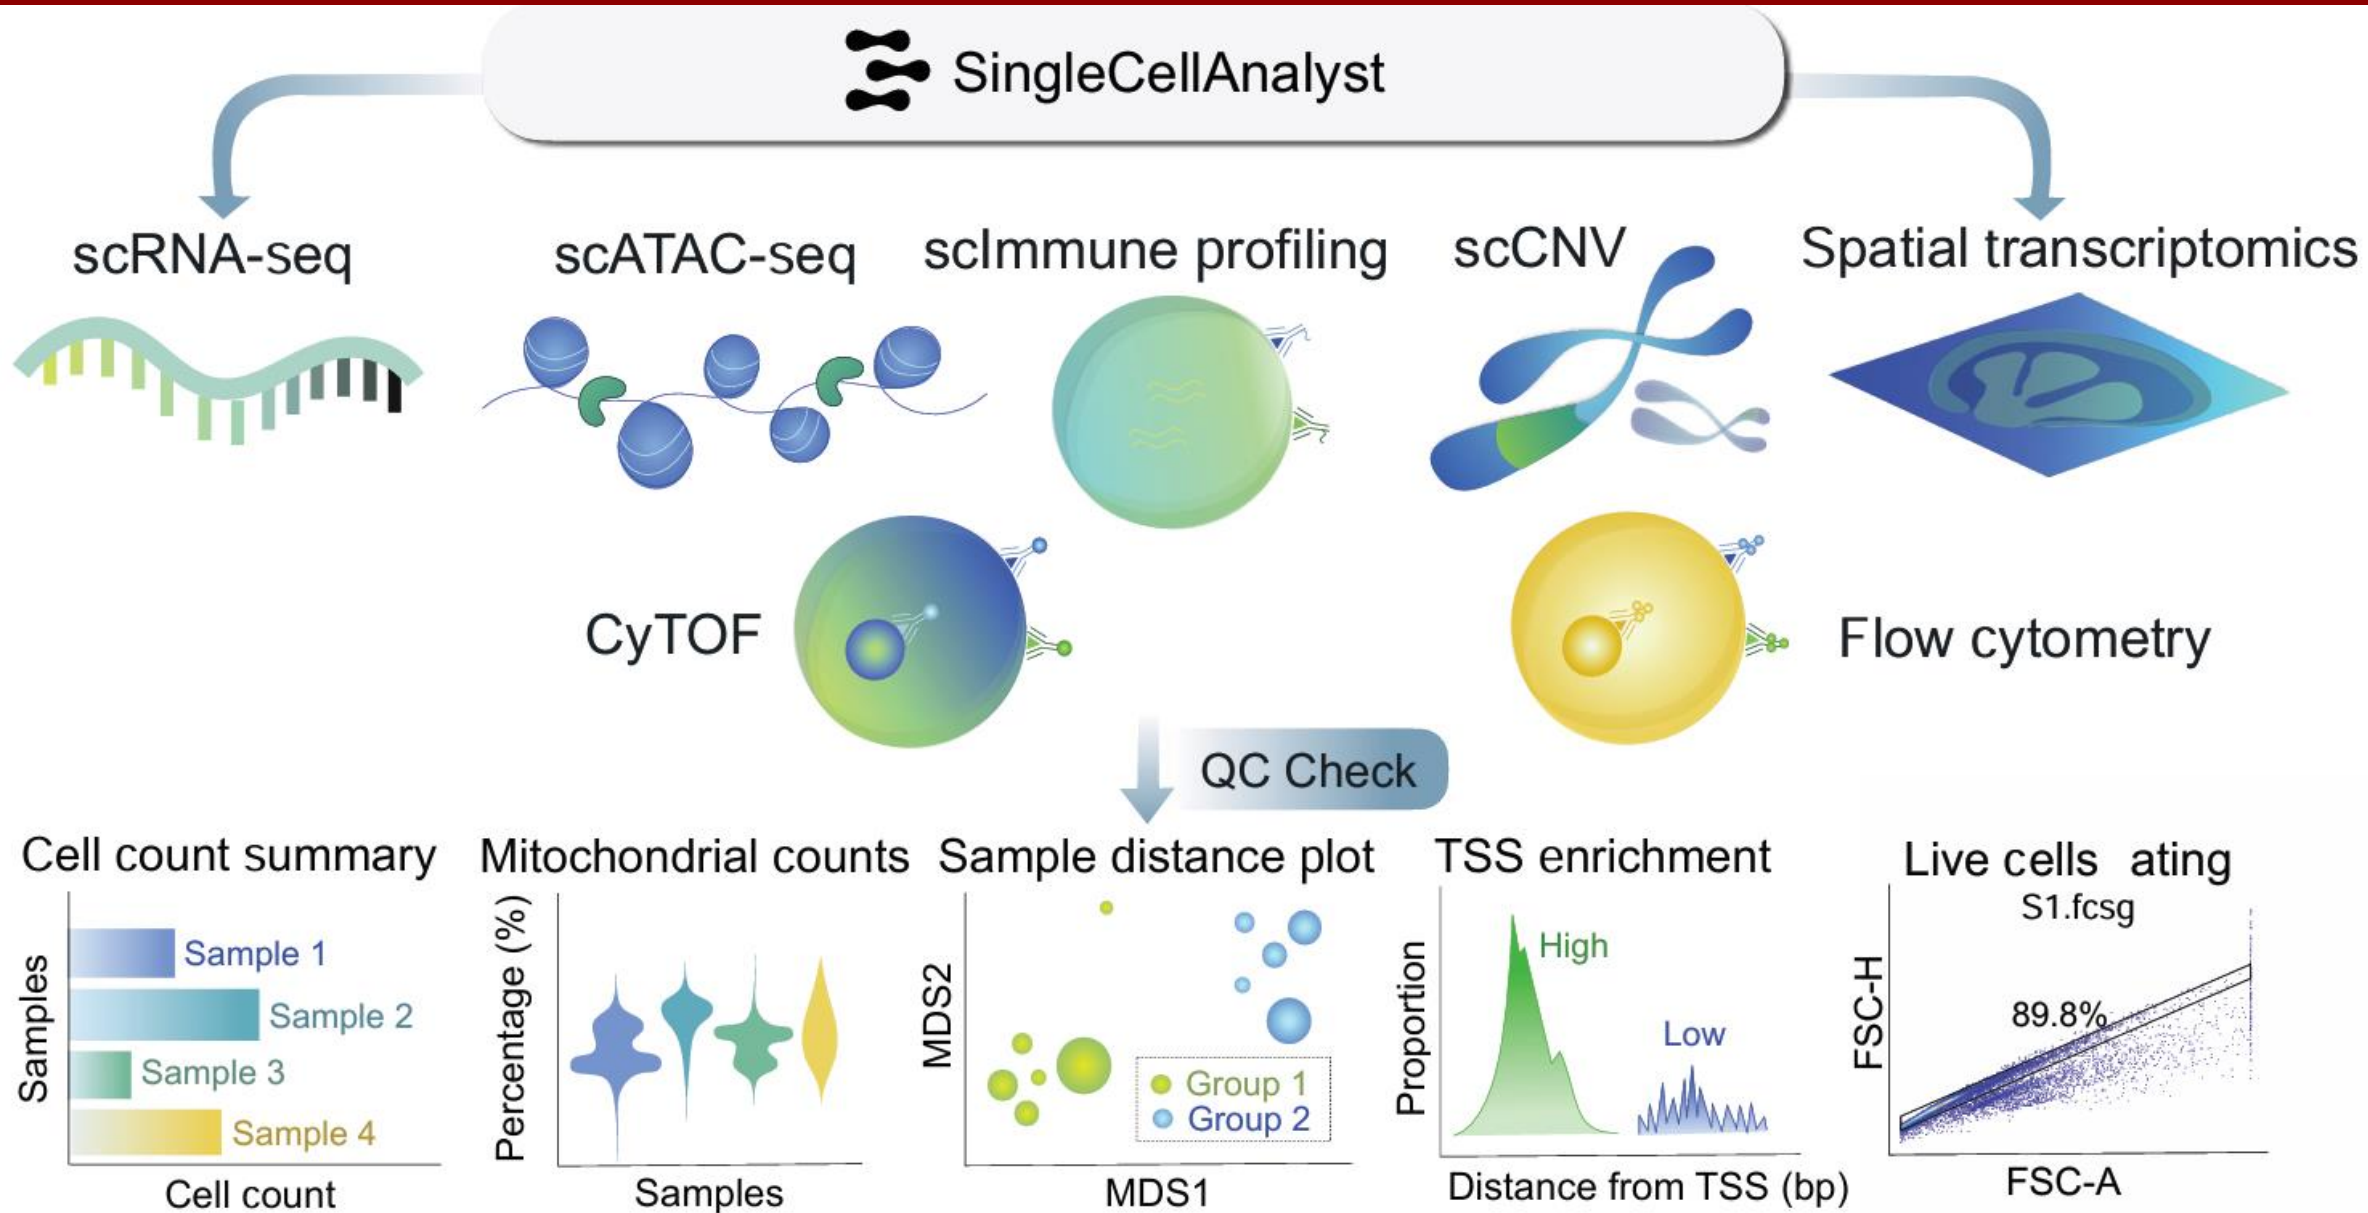 SingleCellAnalyst
scRNA-seq
scATAC-seq
scImmune profiling
scCNV
Spatial transcriptomics
CyTOF
Flow cytometry
QC Check
Cell count summary
Samples
Sample 1
Sample 2
Sample 3
Sample 4
Cell count
Mitochondrial counts
Percentage (%)
Samples
Sample distance plot
MDS2
Group 1
Group 2
MDS1
TSS enrichment
Proportion
High
Low
Distance from TSS (bp)
Live cells ating
S1.fcsg
FSC-H
89.8%
FSC-A